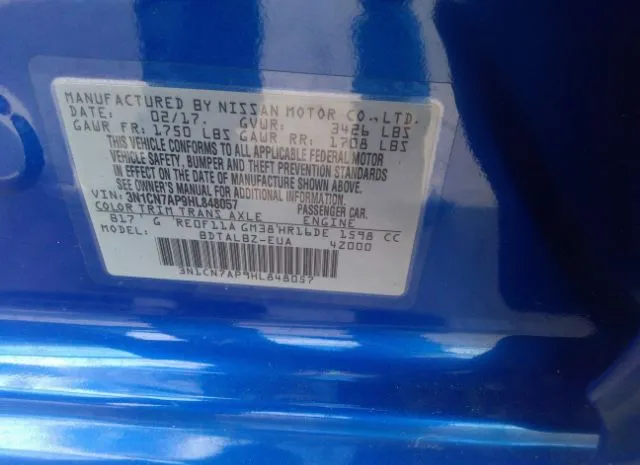 MANUFACTURED BY NISSAN MOTOR CO.,LTD.
DATE: 02/17. GVWR: 3426 LBS
GAWR FR: 1750 LBS GAWR RR: 1708 LBS
THIS VEHICLE CONFORMS TO ALL APPLICABLE FEDERAL MOTOR
VEHICLE SAFETY, BUMPER AND THEFT PREVENTION STANDARDS
IN EFFECT ON THE DATE OF MANUFACTURE SHOWN ABOVE.
SEE OWNER'S MANUAL FOR ADDITIONAL INFORMATION.
VIN: 3N1CN7AP9HL848057 PASSENGER CAR.
COLOR TRIM TRANS AXLE ENGINE
B17 G RE0F11A GM38 HR16DE 1598 CC
MODEL: BDTALBZ-EUA 42000
3N1CN7AP9HL848057